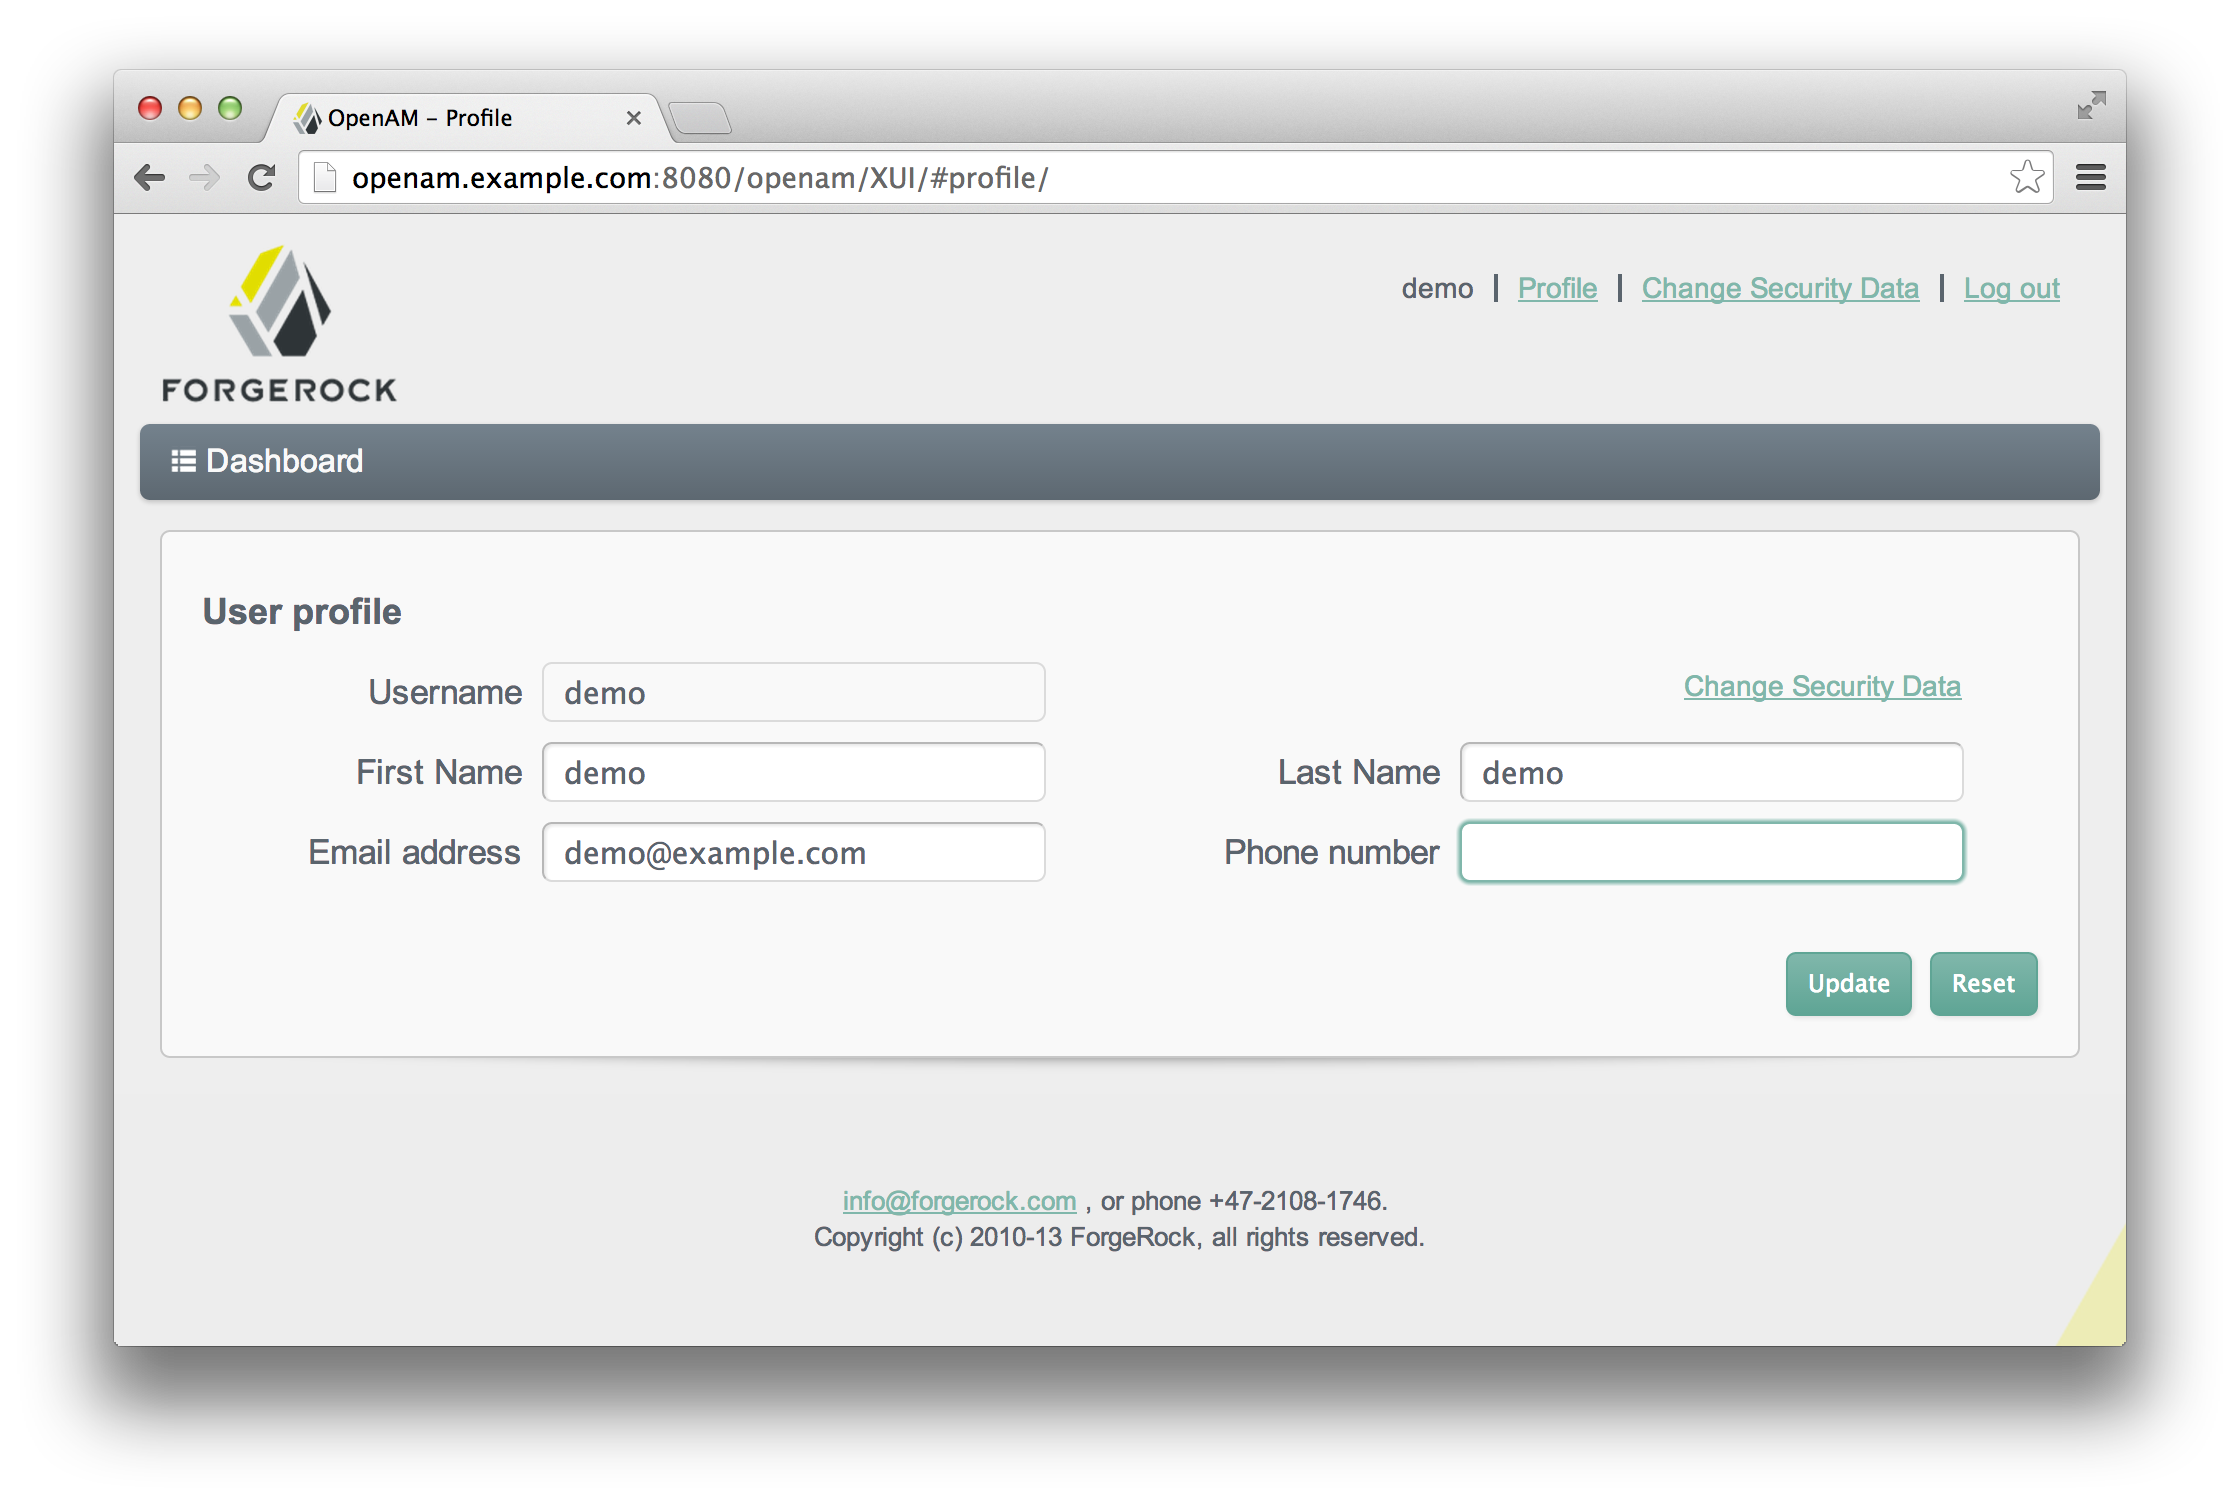 OpenAM – Profile
openam.example.com:8080/openam/XUI/#profile/
FORGEROCK
demo | Profile | Change Security Data | Log out
Dashboard
User profile
Username demo Change Security Data
First Name demo Last Name demo
Email address demo@example.com Phone number
Update Reset
info@forgerock.com , or phone +47-2108-1746.
Copyright (c) 2010-13 ForgeRock, all rights reserved.